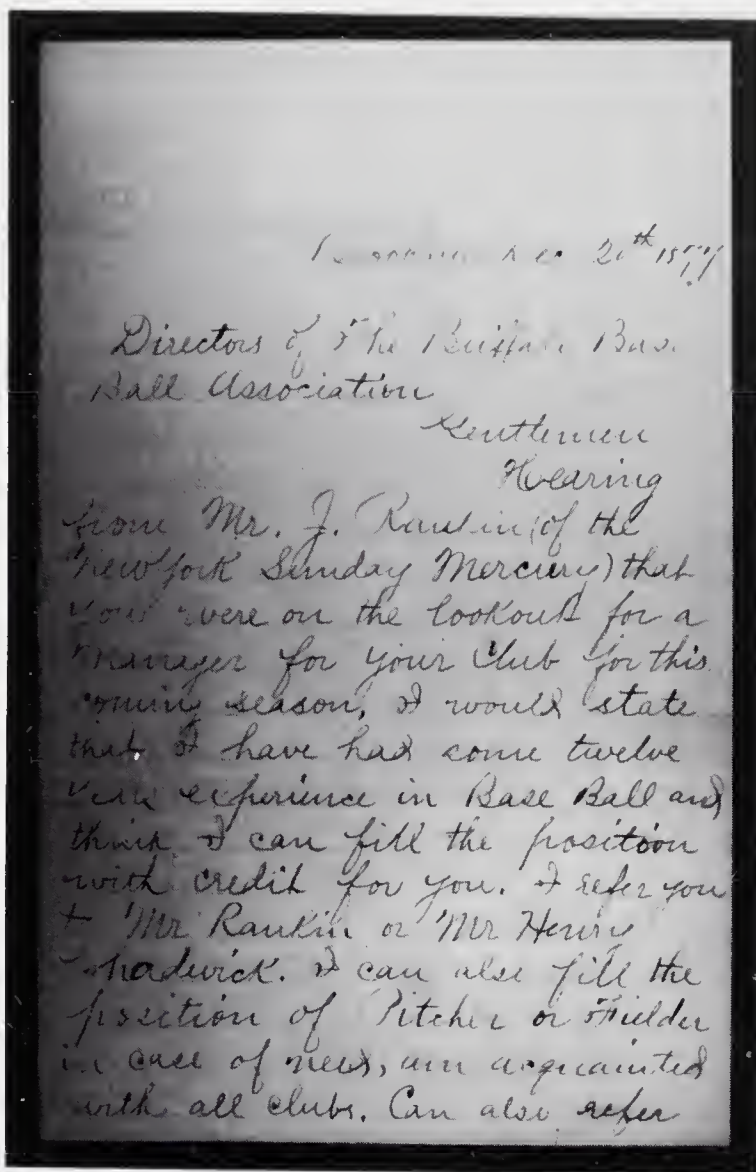 20th 1877
Directors of The Buffalo Base
Ball Association
Gentlemen
Hearing
from Mr. J. Rankin (of the
New York Sunday Mercury) that
you were on the lookout for a
Manager for your Club for this
coming season, I would state
that I have had some twelve
years experience in Base Ball and
think I can fill the position
with credit for you. I refer you
to Mr Rankin or Mr Henry
Chadwick. I can also fill the
position of Pitcher or Fielder
in case of need, am acquainted
with all clubs. Can also refer